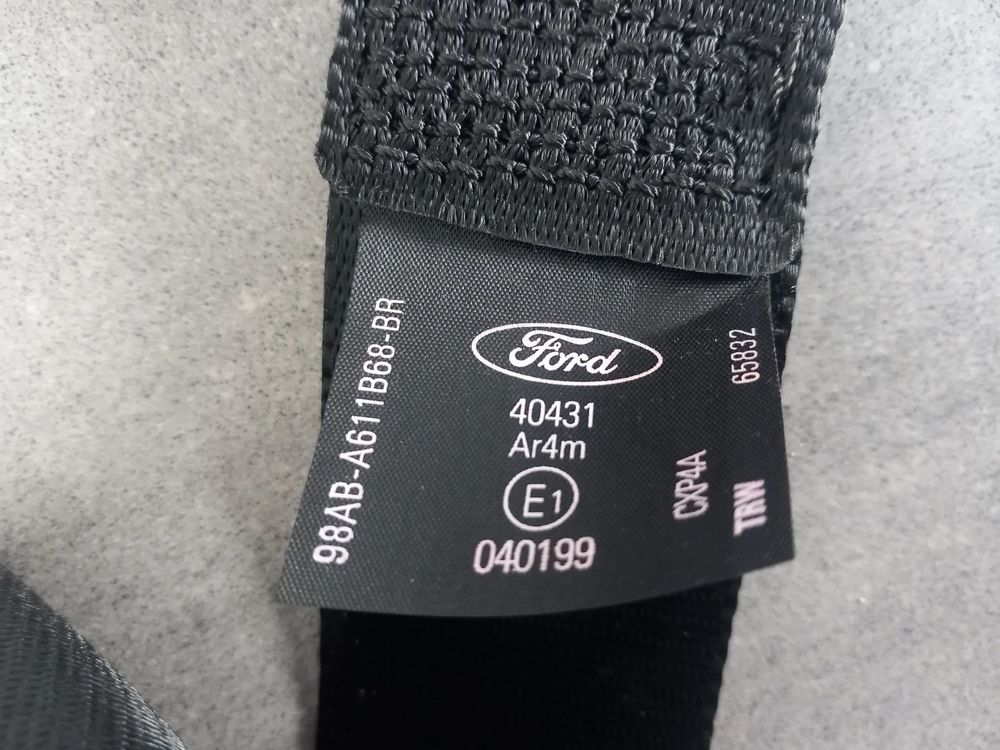 98AB-A611B68-BR
Ford
40431
Ar4m
E1
040199
CXP4A
TRW
65832